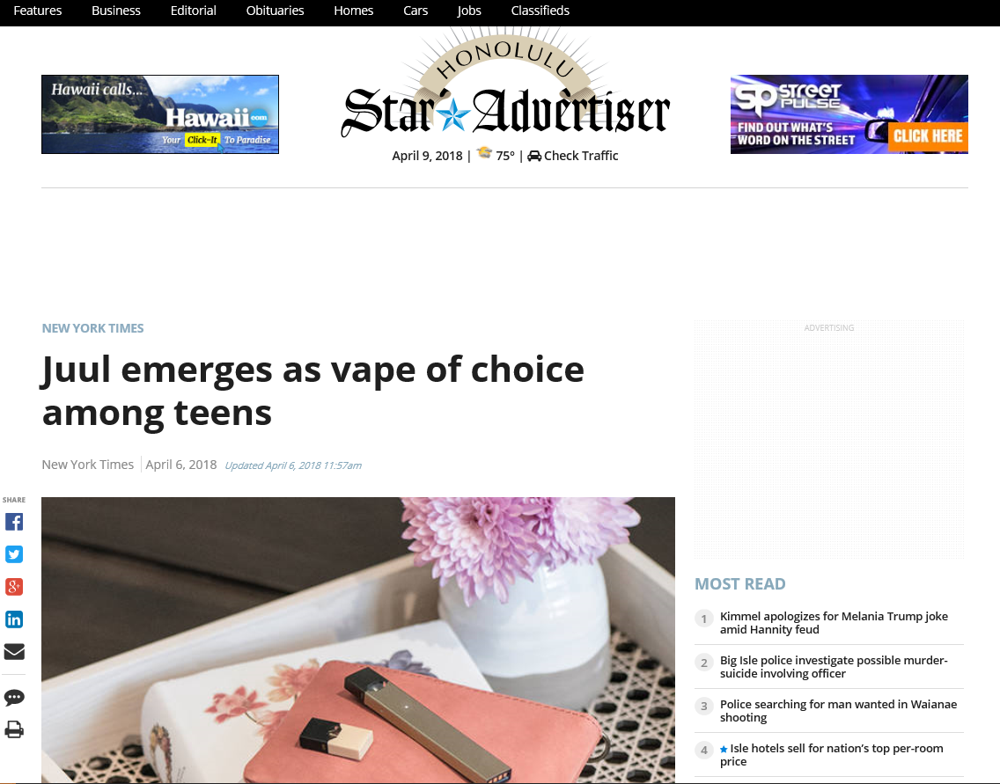 Features Business Editorial Obituaries Homes Cars Jobs Classifieds
Hawaii calls...
Hawaii.com
Your Click-It To Paradise
HONOLULU
Star Advertiser
April 9, 2018 | 75° | Check Traffic
SP STREET PULSE
FIND OUT WHAT'S
WORD ON THE STREET
CLICK HERE
NEW YORK TIMES
Juul emerges as vape of choice
among teens
New York Times April 6, 2018 Updated April 6, 2018 11:57am
SHARE
ADVERTISING
MOST READ
1 Kimmel apologizes for Melania Trump joke
amid Hannity feud
2 Big Isle police investigate possible murder-
suicide involving officer
3 Police searching for man wanted in Waianae
shooting
4 Isle hotels sell for nation's top per-room
price